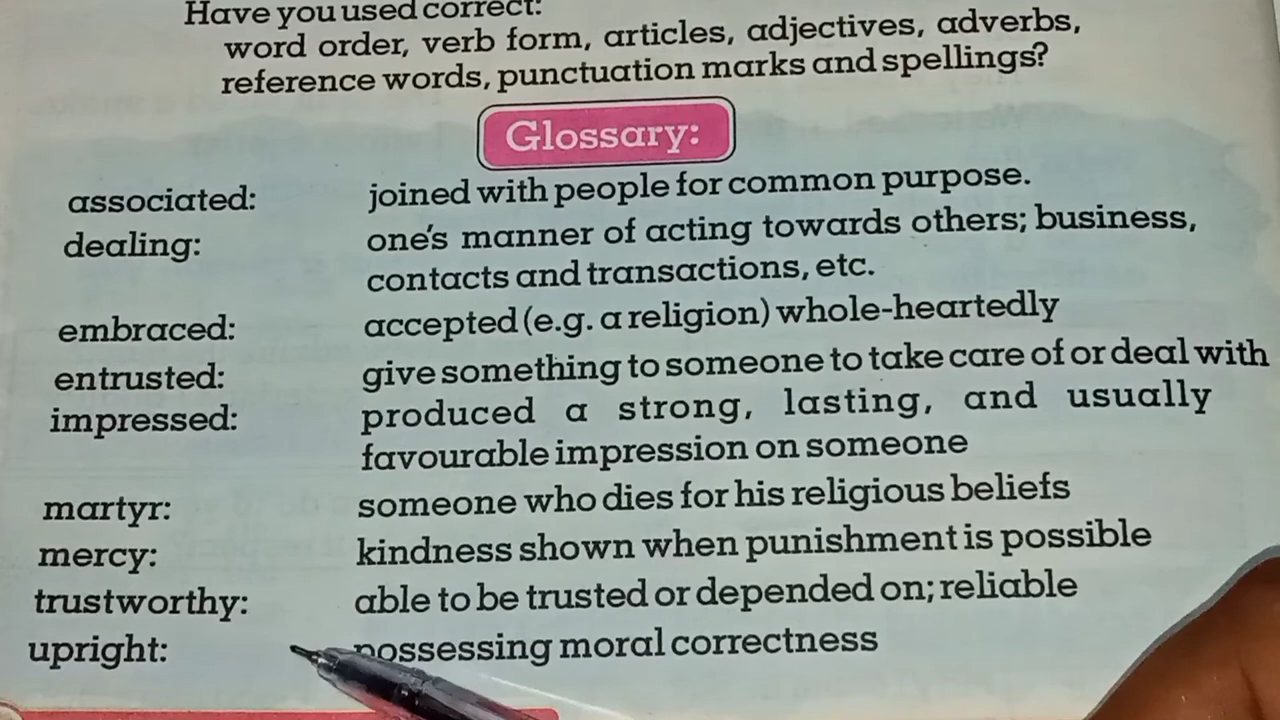 Have you used correct:
word order, verb form, articles, adjectives, adverbs,
reference words, punctuation marks and spellings?
Glossary:
associated: joined with people for common purpose.
dealing: one's manner of acting towards others; business,
contacts and transactions, etc.
embraced: accepted (e.g. a religion) whole-heartedly
entrusted: give something to someone to take care of or deal with
impressed: produced a strong, lasting, and usually
favourable impression on someone
martyr: someone who dies for his religious beliefs
mercy: kindness shown when punishment is possible
trustworthy: able to be trusted or depended on; reliable
upright: possessing moral correctness